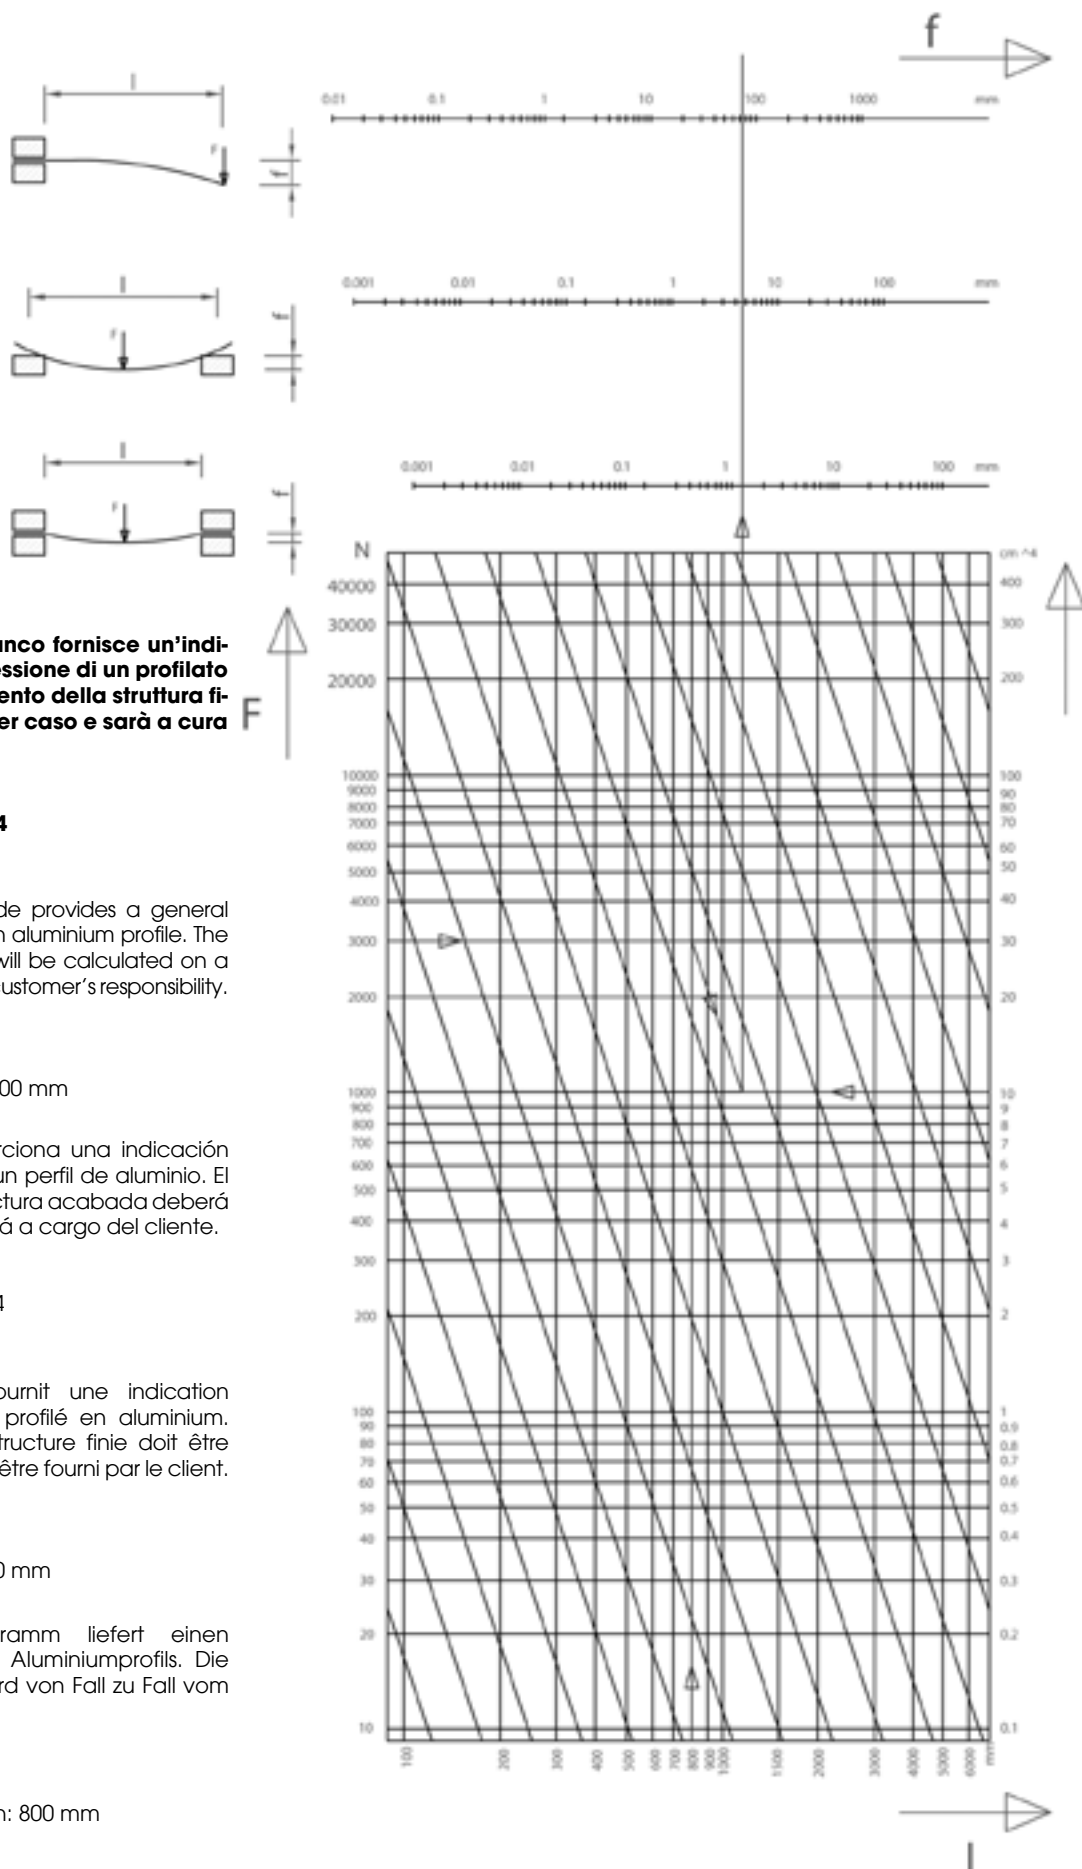 f
l
0.01 0.1 1 10 100 1000 mm
F
f
l
0.001 0.01 0.1 1 10 100 mm
F
f
l
0.001 0.01 0.1 1 10 100 mm
F
f
N
cm ^4
40000
30000
20000
10000
9000
8000
7000
6000
5000
4000
3000
2000
1000
900
800
700
600
500
400
300
200
100
90
80
70
60
50
40
30
20
10
400
300
200
100
90
80
70
60
50
40
30
20
10
9
8
7
6
5
4
3
2
1
0.9
0.8
0.7
0.6
0.5
0.4
0.3
0.2
0.1
F
I
100 200 300 400 500 600 700 800 900 1000 1500 2000 3000 4000 5000 6000 mm
l
anco fornisce un'indi-
essione di un profilato
ento della struttura fi-
er caso e sarà a cura
4
de provides a general
n aluminium profile. The
will be calculated on a
customer's responsibility.
00 mm
rciona una indicación
un perfil de aluminio. El
ctura acabada deberá
á a cargo del cliente.
4
ournit une indication
profilé en aluminium.
tructure finie doit être
être fourni par le client.
0 mm
ramm liefert einen
Aluminiumprofils. Die
rd von Fall zu Fall vom
n: 800 mm